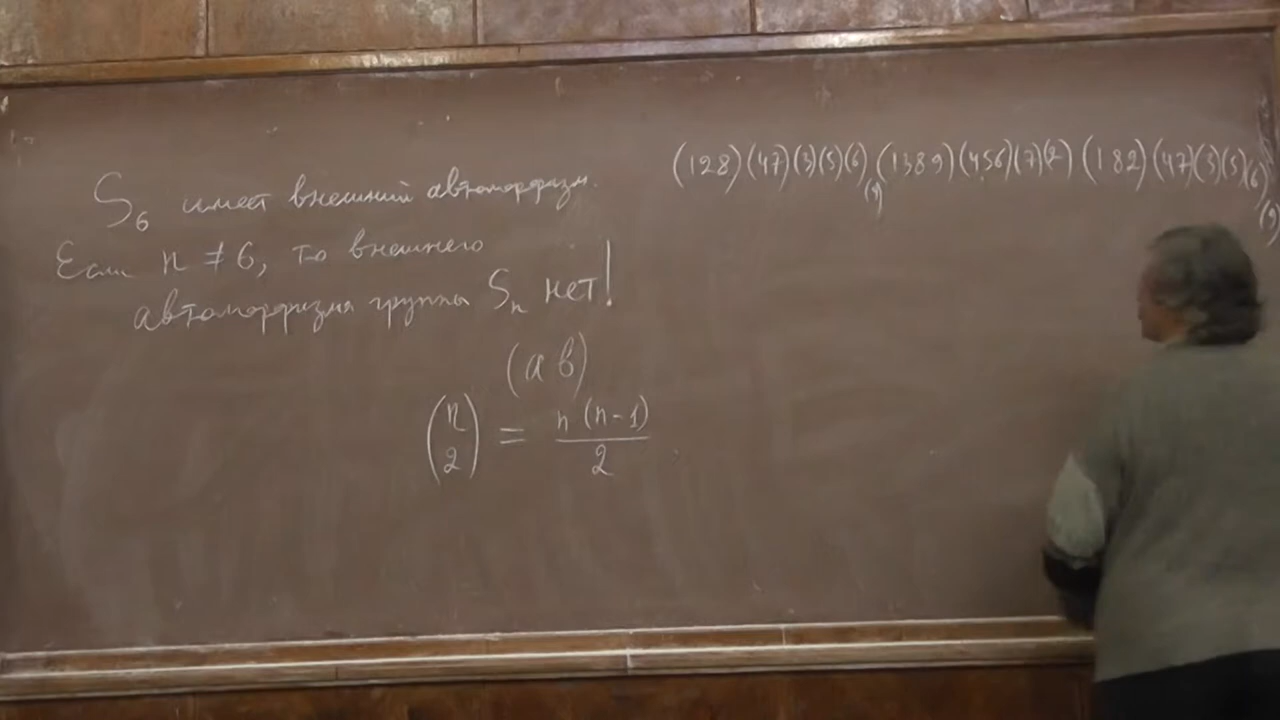 S₆ имеет внешний автоморфизм.
Если n ≠ 6, то внешнего
автоморфизма группы Sₙ нет!
(a b)
(n 2) = n (n-1) / 2
(128)(47)(3)(5)(6)(9) (1389)(456)(7)(2) (182)(47)(3)(5)(6)(9)